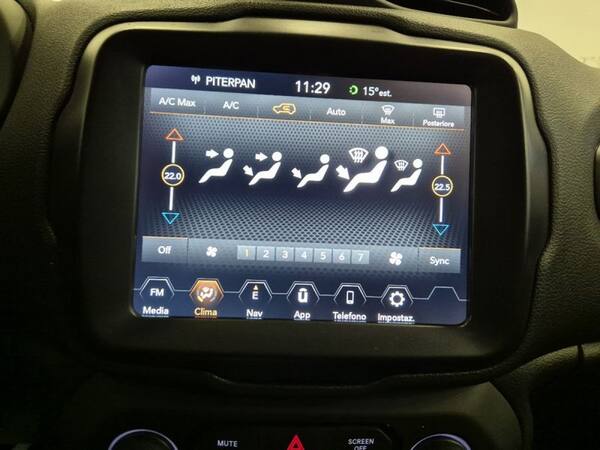 PITERPAN 11:29 15°est.
A/C Max A/C Auto Max Posteriore
22.0 22.5
Off 1 2 3 4 5 6 7 Sync
FM E
Media Clima Nav App Telefono Impostaz.
MUTE SCREEN OFF